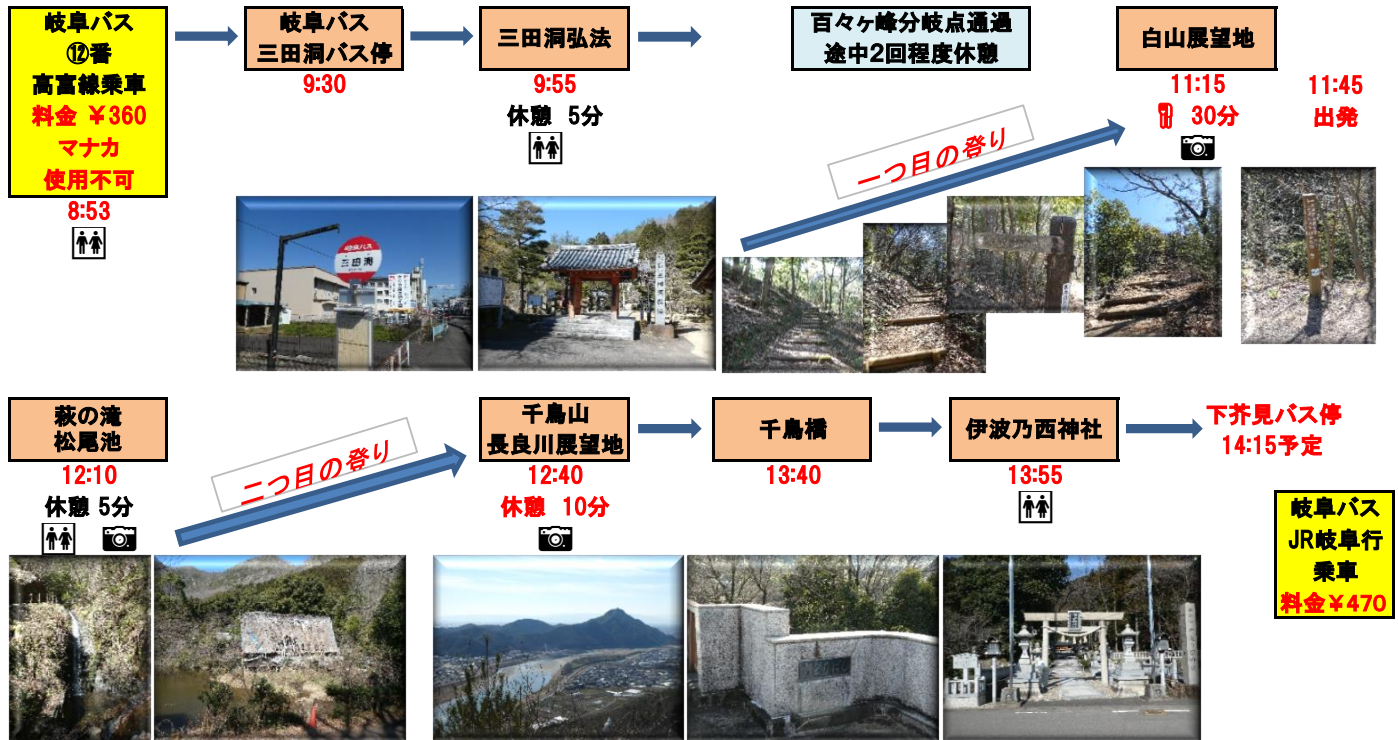 岐阜バス
⑫番
高富線乗車
料金 ¥360
マナカ
使用不可
8:53
岐阜バス
三田洞バス停
9:30
三田洞弘法
9:55
休憩 5分
百々ヶ峰分岐点通過
途中2回程度休憩
白山展望地
11:15
30分
11:45
出発
一つ目の登り
三田洞
萩の滝
松尾池
12:10
休憩 5分
二つ目の登り
千鳥山
長良川展望地
12:40
休憩 10分
千鳥橋
13:40
伊波乃西神社
13:55
下芥見バス停
14:15予定
岐阜バス
JR岐阜行
乗車
料金¥470